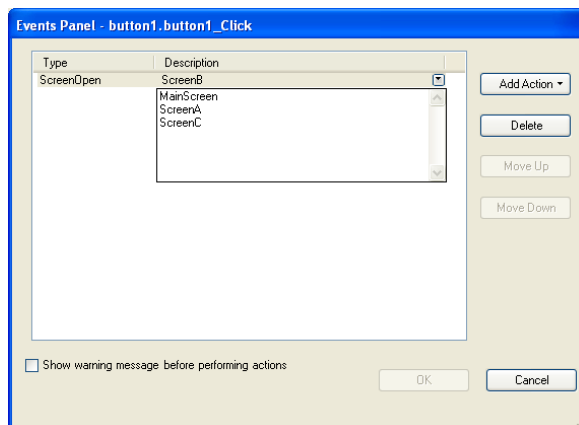 Events Panel - button1.button1_Click
Type Description
ScreenOpen ScreenB
MainScreen
ScreenA
ScreenC
Add Action
Delete
Move Up
Move Down
Show warning message before performing actions
OK Cancel